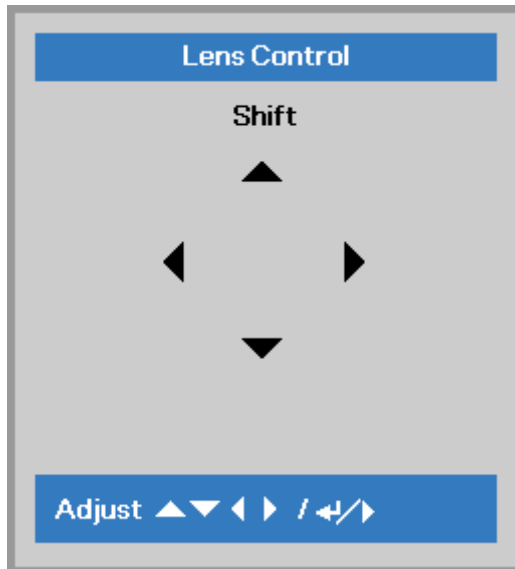 Lens Control
Shift
Adjust ▲▼◀ ▶ / ↵/▶